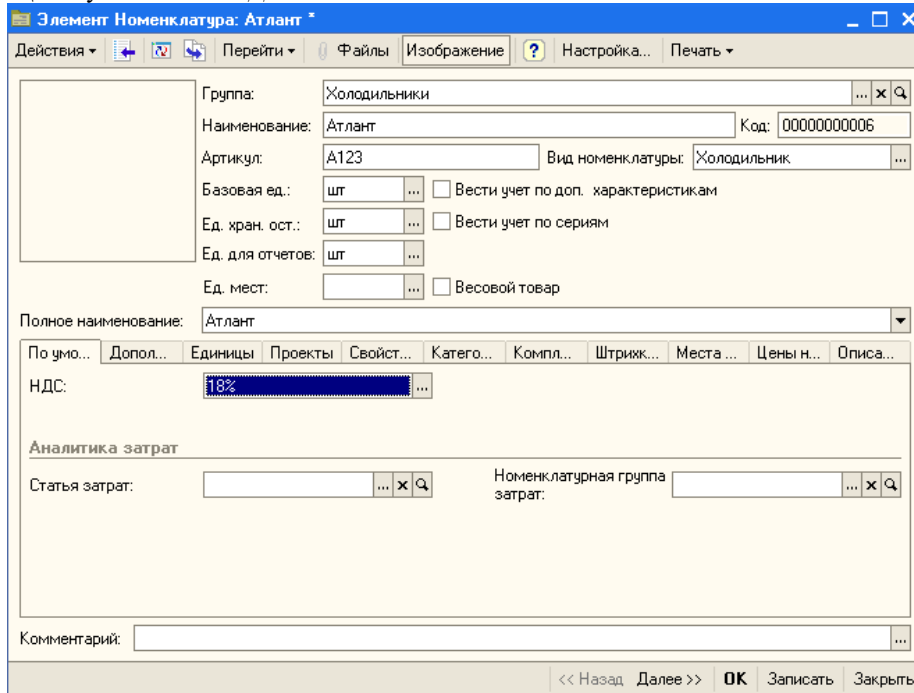 Элемент Номенклатура: Атлант *
Действия Перейти Файлы Изображение ? Настройка... Печать
Группа: Холодильники ... x
Наименование: Атлант Код: 00000000006
Артикул: А123 Вид номенклатуры: Холодильник ...
Базовая ед.: шт ... Вести учет по доп. характеристикам
Ед. хран. ост.: шт ... Вести учет по сериям
Ед. для отчетов: шт ...
Ед. мест: ... Весовой товар
Полное наименование: Атлант
По умо... Допол... Единицы Проекты Свойст... Катего... Компл... Штрихк... Места ... Цены н... Описа...
НДС: 18% ...
Аналитика затрат
Статья затрат: ... x Номенклатурная группа затрат: ... x
Комментарий: ...
<< Назад Далее >> OK Записать Закрыть